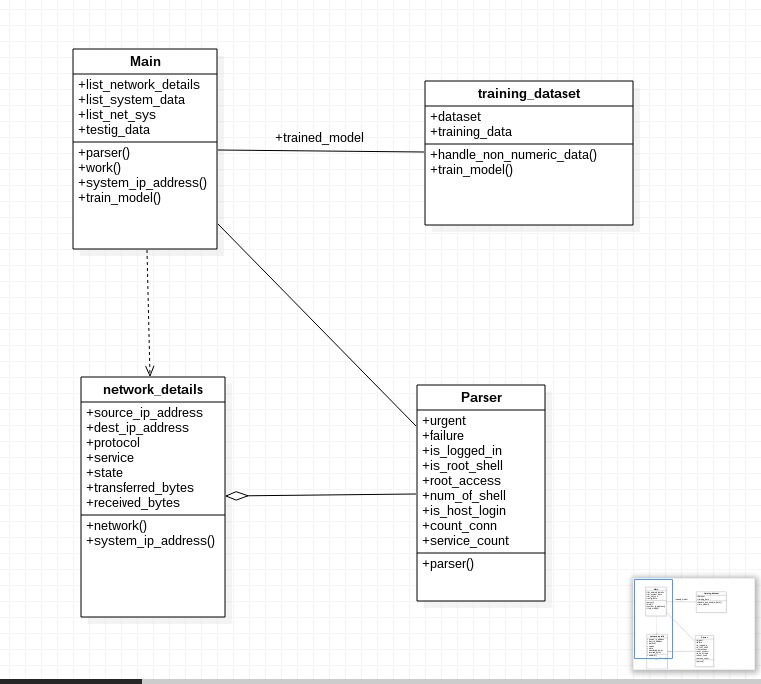 Main
+list_network_details
+list_system_data
+list_net_sys
+testig_data
+parser()
+work()
+system_ip_address()
+train_model()
+trained_model
training_dataset
+dataset
+training_data
+handle_non_numeric_data()
+train_model()
network_details
+source_ip_address
+dest_ip_address
+protocol
+service
+state
+transferred_bytes
+received_bytes
+network()
+system_ip_address()
Parser
+urgent
+failure
+is_logged_in
+is_root_shell
+root_access
+num_of_shell
+is_host_login
+count_conn
+service_count
+parser()